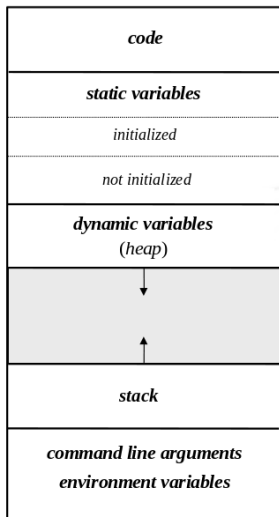 code
static variables
initialized
not initialized
dynamic variables
(heap)
stack
command line arguments
environment variables